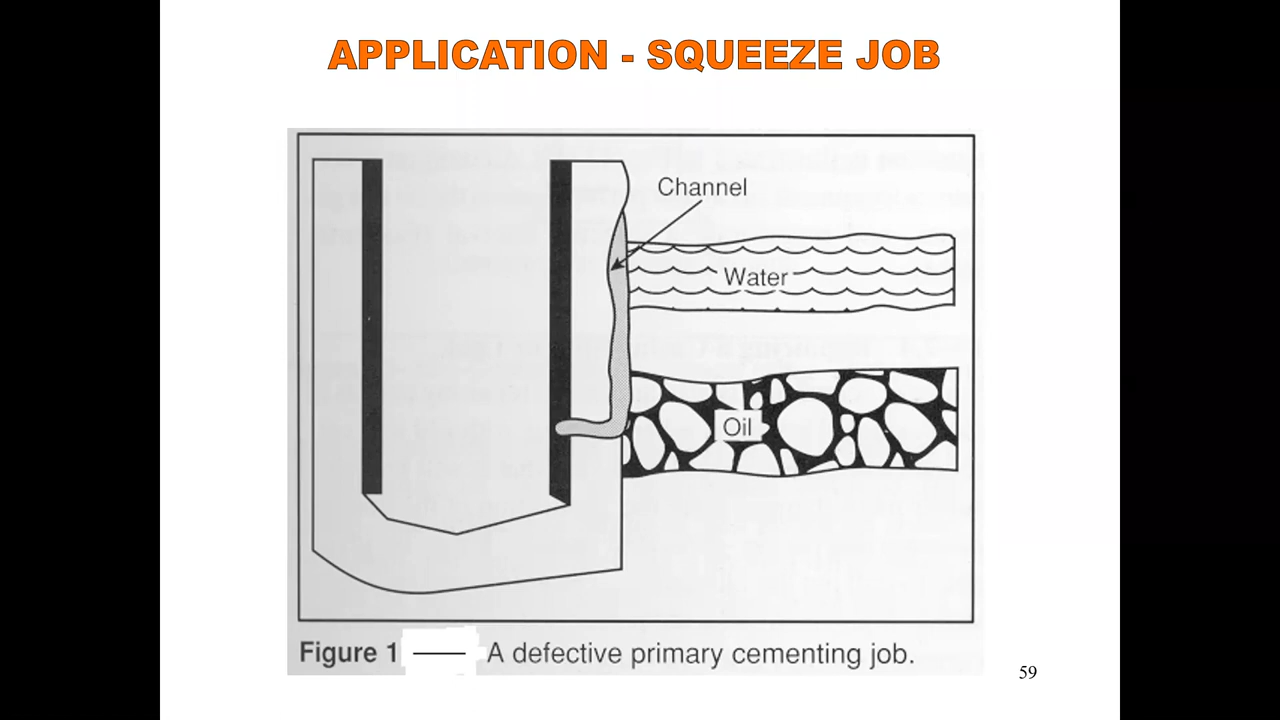 APPLICATION - SQUEEZE JOB
Channel
Water
Oil
Figure 1 —— A defective primary cementing job.
59